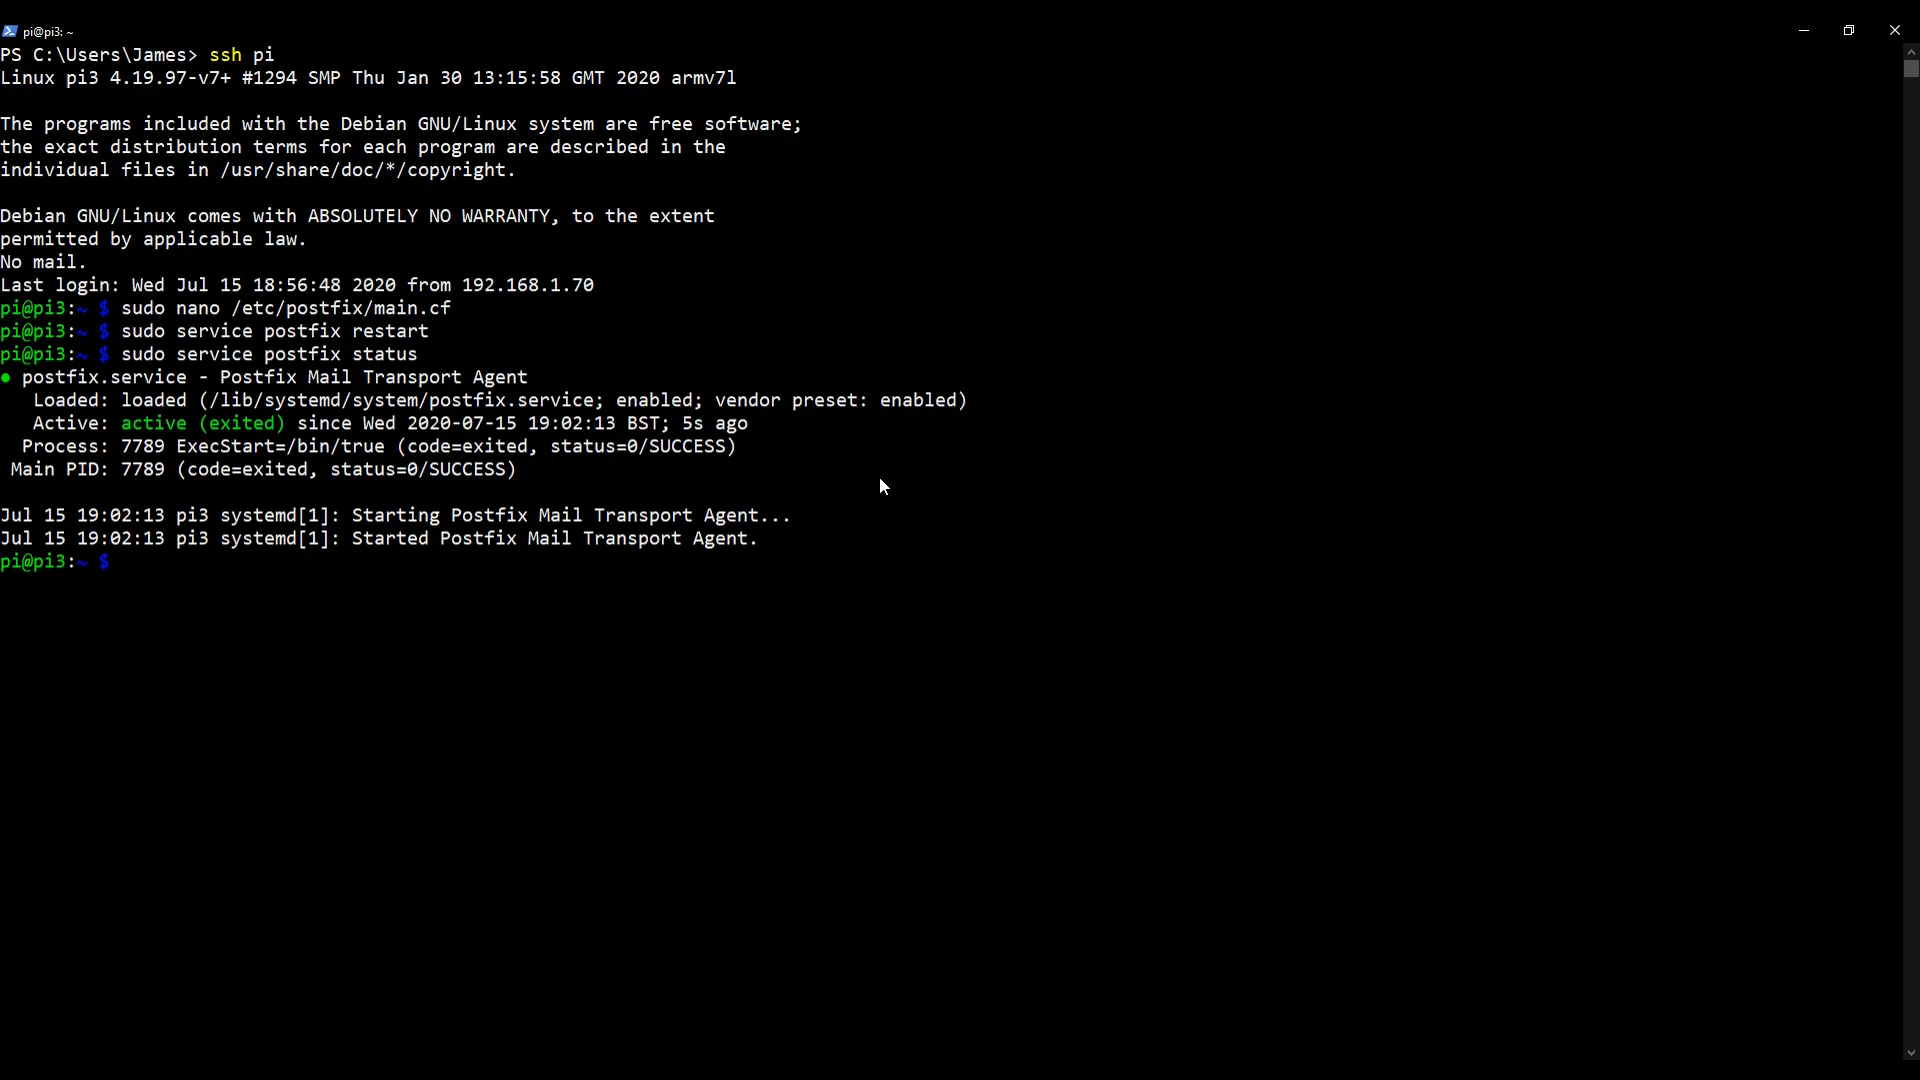 pi@pi3: ~
PS C:\Users\James> ssh pi
Linux pi3 4.19.97-v7+ #1294 SMP Thu Jan 30 13:15:58 GMT 2020 armv7l
The programs included with the Debian GNU/Linux system are free software;
the exact distribution terms for each program are described in the
individual files in /usr/share/doc/*/copyright.
Debian GNU/Linux comes with ABSOLUTELY NO WARRANTY, to the extent
permitted by applicable law.
No mail.
Last login: Wed Jul 15 18:56:48 2020 from 192.168.1.70
pi@pi3:~ $ sudo nano /etc/postfix/main.cf
pi@pi3:~ $ sudo service postfix restart
pi@pi3:~ $ sudo service postfix status
● postfix.service - Postfix Mail Transport Agent
   Loaded: loaded (/lib/systemd/system/postfix.service; enabled; vendor preset: enabled)
   Active: active (exited) since Wed 2020-07-15 19:02:13 BST; 5s ago
  Process: 7789 ExecStart=/bin/true (code=exited, status=0/SUCCESS)
 Main PID: 7789 (code=exited, status=0/SUCCESS)
Jul 15 19:02:13 pi3 systemd[1]: Starting Postfix Mail Transport Agent...
Jul 15 19:02:13 pi3 systemd[1]: Started Postfix Mail Transport Agent.
pi@pi3:~ $